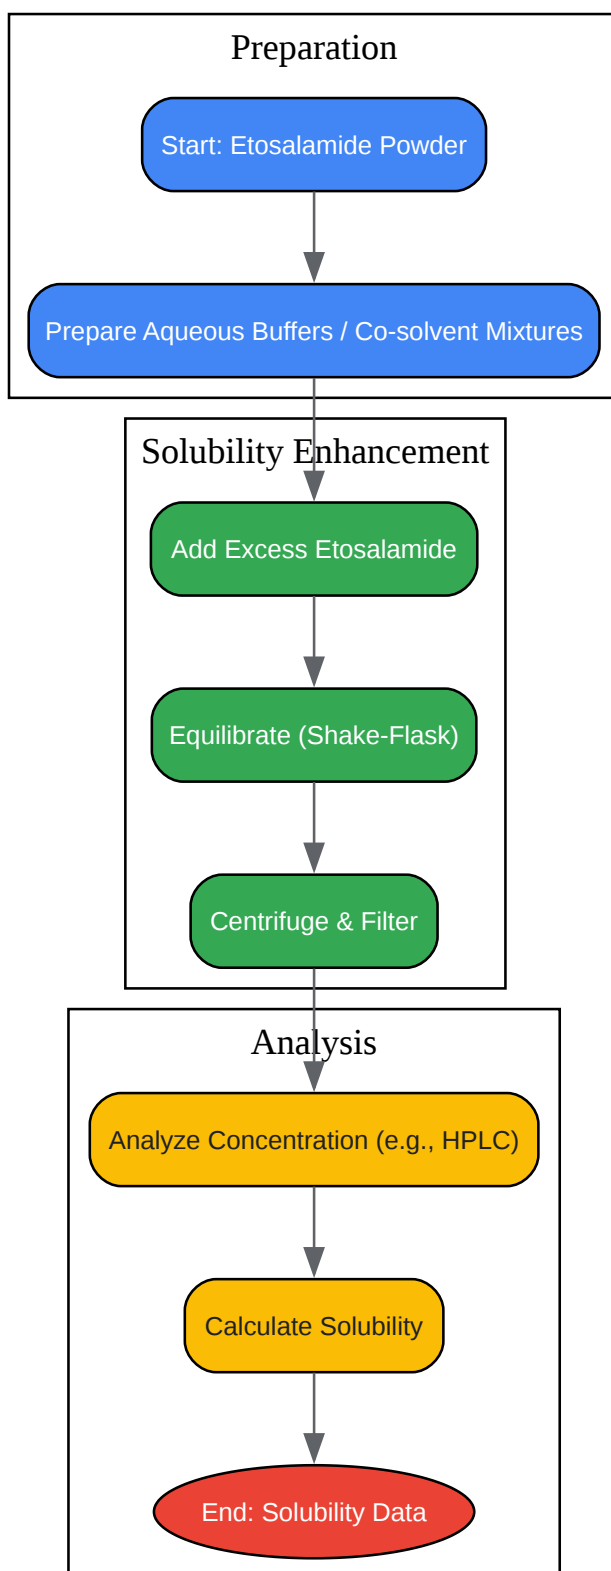 Preparation
Start: Etosalamide Powder
Prepare Aqueous Buffers / Co-solvent Mixtures
Solubility Enhancement
Add Excess Etosalamide
Equilibrate (Shake-Flask)
Centrifuge & Filter
Analysis
Analyze Concentration (e.g., HPLC)
Calculate Solubility
End: Solubility Data